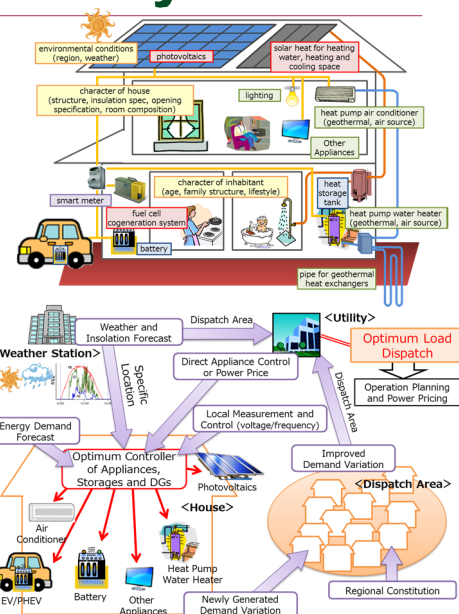 environmental conditions
(region, weather)
photovoltaics
solar heat for heating
water, heating and
cooling space
character of house
(structure, insulation spec, opening
specification, room composition)
lighting
heat pump air conditioner
(geothermal, air source)
Other
Appliances
character of inhabitant
(age, family structure, lifestyle)
heat
storage
tank
smart meter
fuel cell
cogeneration system
heat pump water heater
(geothermal, air source)
battery
pipe for geothermal
heat exchangers
Weather and
Insolation Forecast
Dispatch Area
<Utility>
Optimum Load
Dispatch
Weather Station>
Specific
Location
Direct Appliance Control
or Power Price
Dispatch Area
Operation Planning
and Power Pricing
Energy Demand
Forecast
Local Measurement and
Control (voltage/frequency)
Optimum Controller
of Appliances,
Storages and DGs
Photovoltaics
Improved
Demand Variation
<Dispatch Area>
<House>
Air
Conditioner
Heat Pump
Water Heater
EV/PHEV
Battery
Other
Appliances
Newly Generated
Demand Variation
Regional Constitution